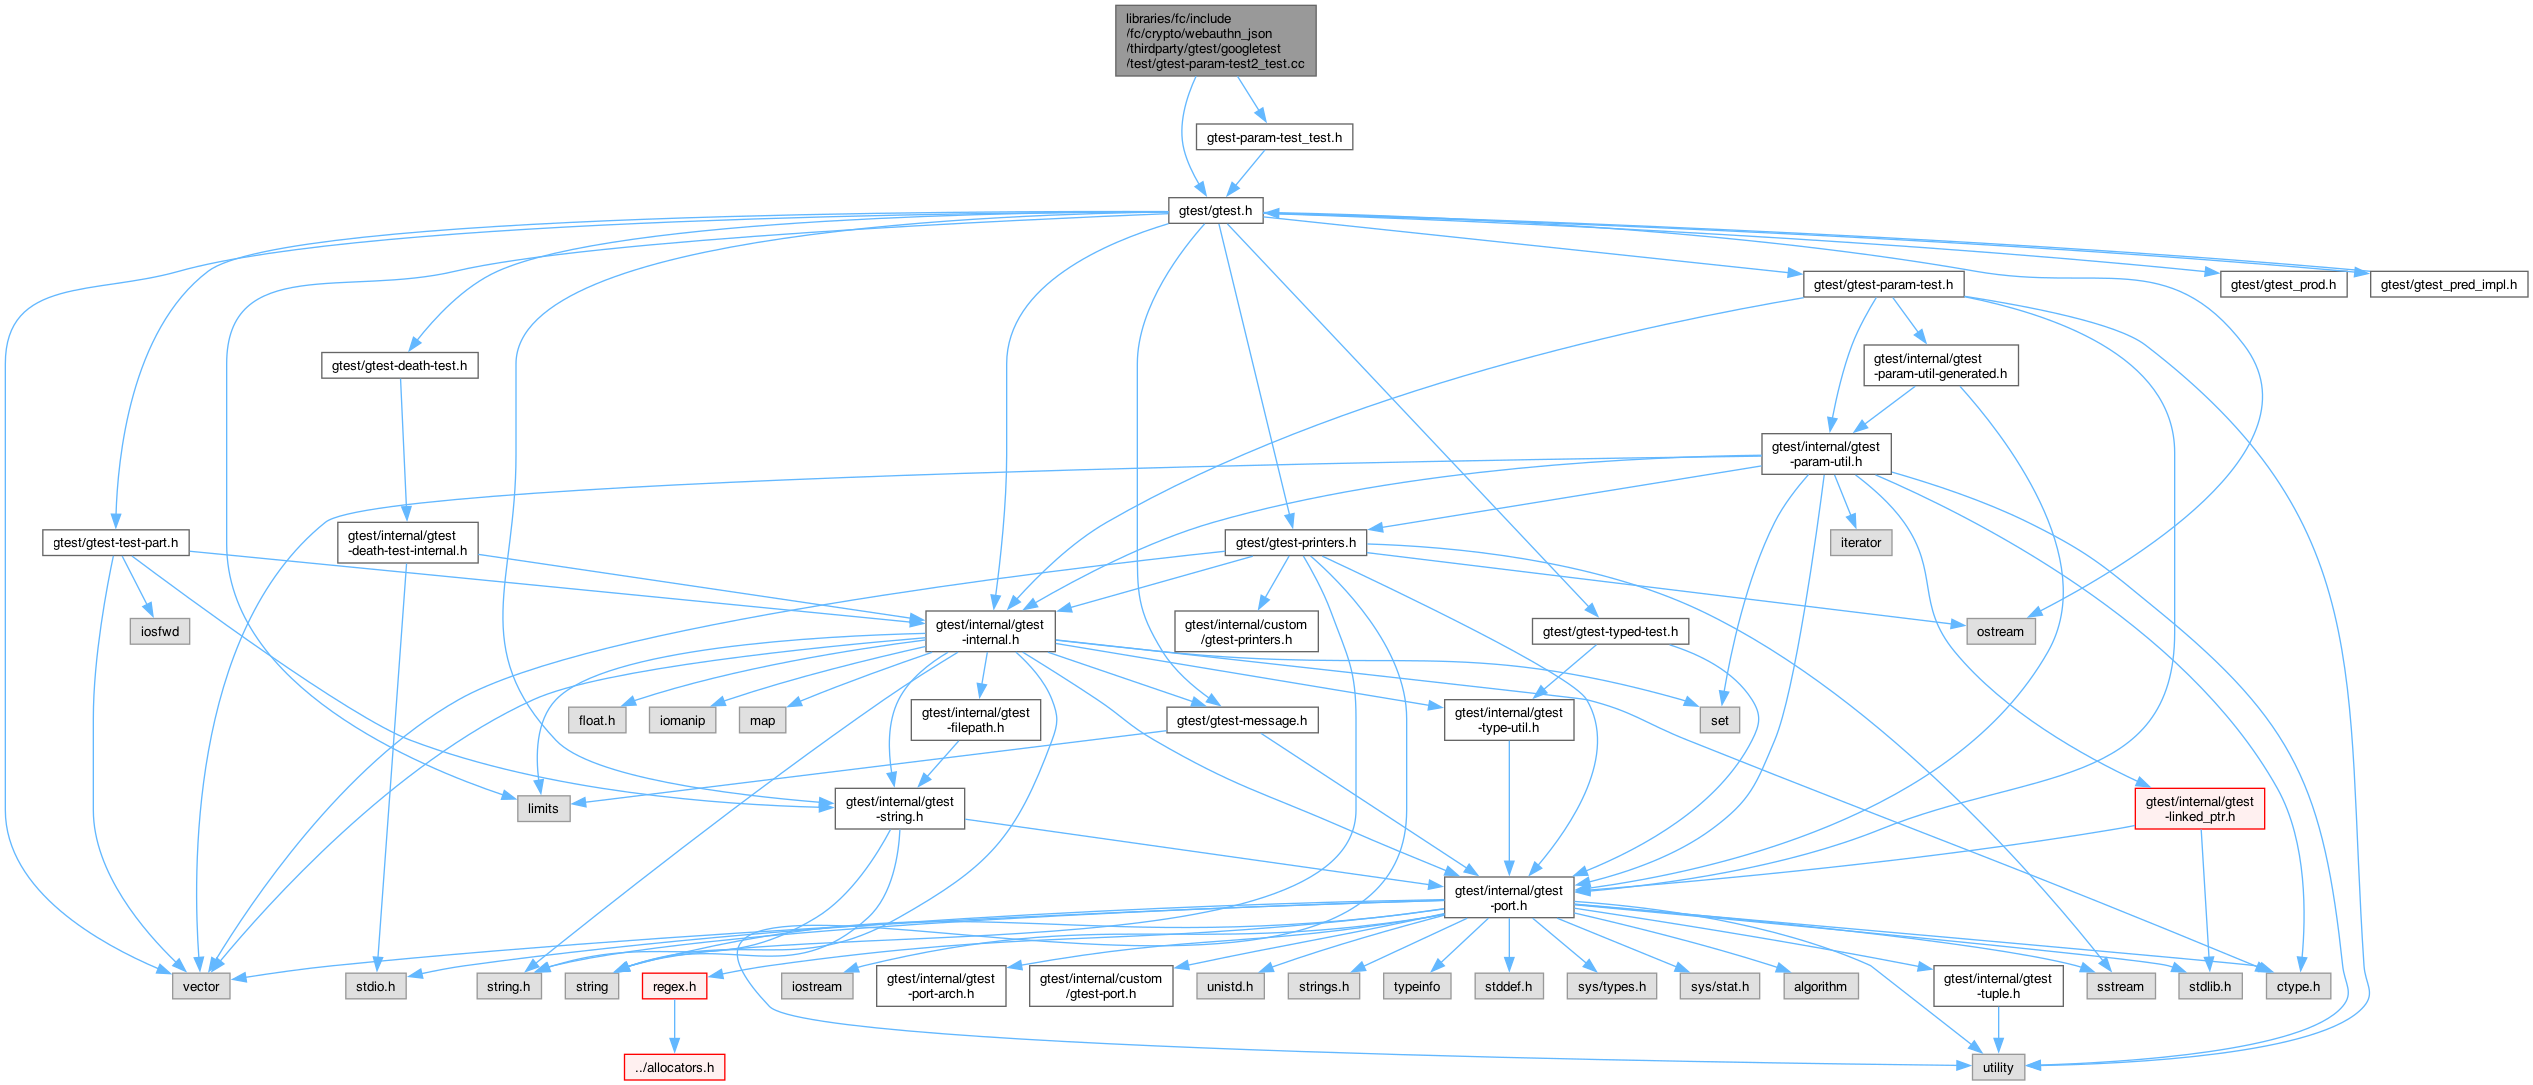 libraries/fc/include
/fc/crypto/webauthn_json
/thirdparty/gtest/googletest
/test/gtest-param-test2_test.cc
gtest-param-test_test.h
gtest/gtest.h
gtest/gtest-param-test.h
gtest/gtest_prod.h
gtest/gtest_pred_impl.h
gtest/gtest-death-test.h
gtest/internal/gtest
-param-util-generated.h
gtest/internal/gtest
-param-util.h
gtest/gtest-test-part.h
gtest/internal/gtest
-death-test-internal.h
gtest/gtest-printers.h
iterator
iosfwd
gtest/internal/gtest
-internal.h
gtest/internal/custom
/gtest-printers.h
gtest/gtest-typed-test.h
ostream
float.h
iomanip
map
gtest/internal/gtest
-filepath.h
gtest/gtest-message.h
gtest/internal/gtest
-type-util.h
set
limits
gtest/internal/gtest
-string.h
gtest/internal/gtest
-linked_ptr.h
gtest/internal/gtest
-port.h
vector
stdio.h
string.h
string
regex.h
iostream
gtest/internal/gtest
-port-arch.h
gtest/internal/custom
/gtest-port.h
unistd.h
strings.h
typeinfo
stddef.h
sys/types.h
sys/stat.h
algorithm
gtest/internal/gtest
-tuple.h
sstream
stdlib.h
ctype.h
../allocators.h
utility